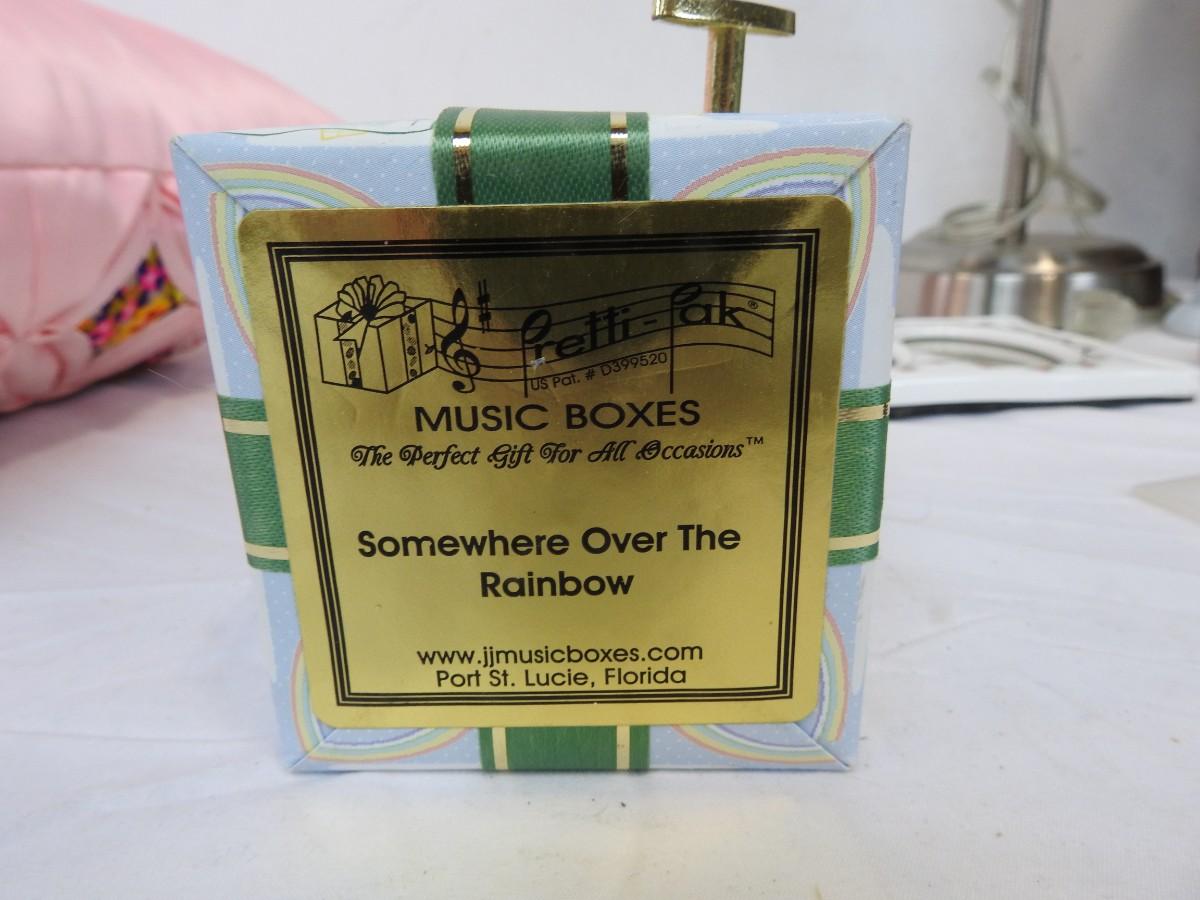 Pretti-Pak®
US Pat. # D399520
MUSIC BOXES
The Perfect Gift For All Occasions™
Somewhere Over The
Rainbow
www.jjmusicboxes.com
Port St. Lucie, Florida